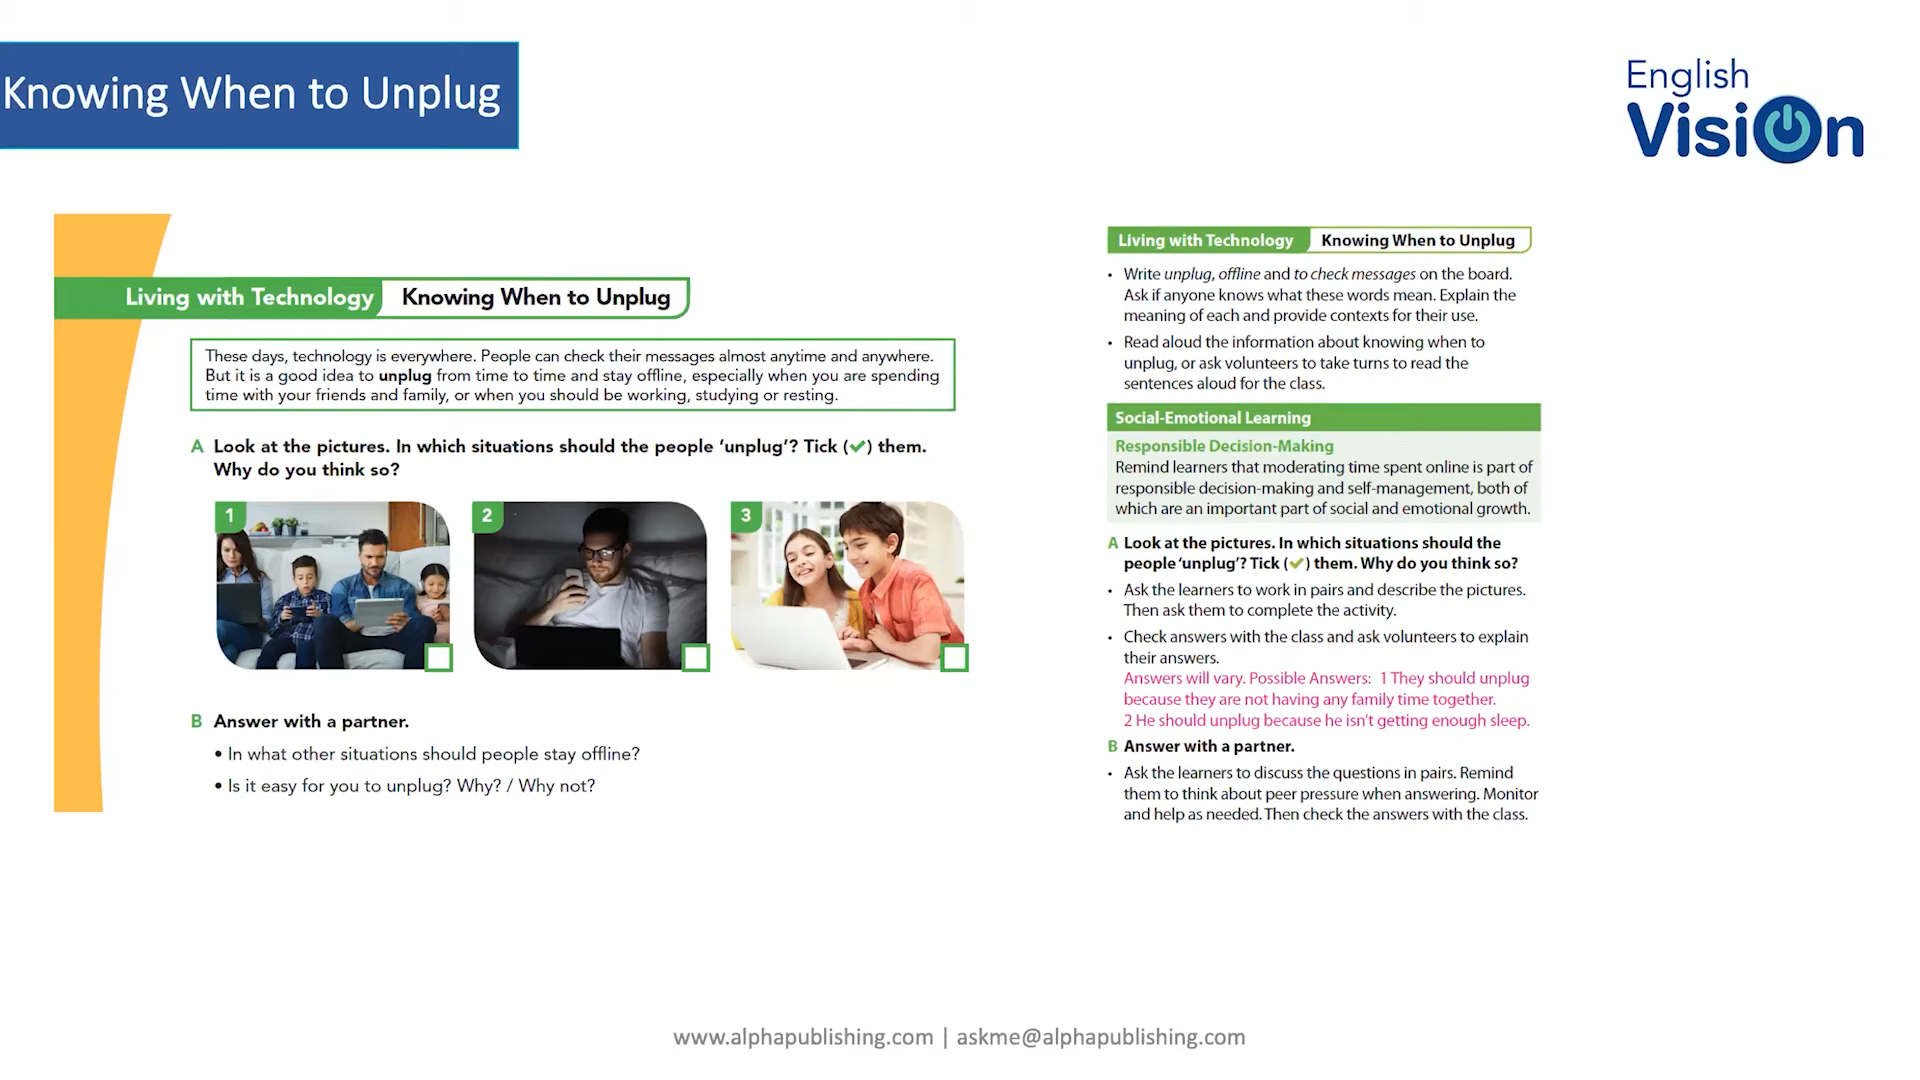 Knowing When to Unplug
English
VisiOn
Living with Technology Knowing When to Unplug
These days, technology is everywhere. People can check their messages almost anytime and anywhere.
But it is a good idea to unplug from time to time and stay offline, especially when you are spending
time with your friends and family, or when you should be working, studying or resting.
A Look at the pictures. In which situations should the people ‘unplug’? Tick (✔) them.
Why do you think so?
1
2
3
B Answer with a partner.
• In what other situations should people stay offline?
• Is it easy for you to unplug? Why? / Why not?
Living with Technology Knowing When to Unplug
• Write unplug, offline and to check messages on the board.
Ask if anyone knows what these words mean. Explain the
meaning of each and provide contexts for their use.
• Read aloud the information about knowing when to
unplug, or ask volunteers to take turns to read the
sentences aloud for the class.
Social-Emotional Learning
Responsible Decision-Making
Remind learners that moderating time spent online is part of
responsible decision-making and self-management, both of
which are an important part of social and emotional growth.
A Look at the pictures. In which situations should the
people ‘unplug’? Tick (✔) them. Why do you think so?
• Ask the learners to work in pairs and describe the pictures.
Then ask them to complete the activity.
• Check answers with the class and ask volunteers to explain
their answers.
Answers will vary. Possible Answers: 1 They should unplug
because they are not having any family time together.
2 He should unplug because he isn’t getting enough sleep.
B Answer with a partner.
• Ask the learners to discuss the questions in pairs. Remind
them to think about peer pressure when answering. Monitor
and help as needed. Then check the answers with the class.
www.alphapublishing.com | askme@alphapublishing.com